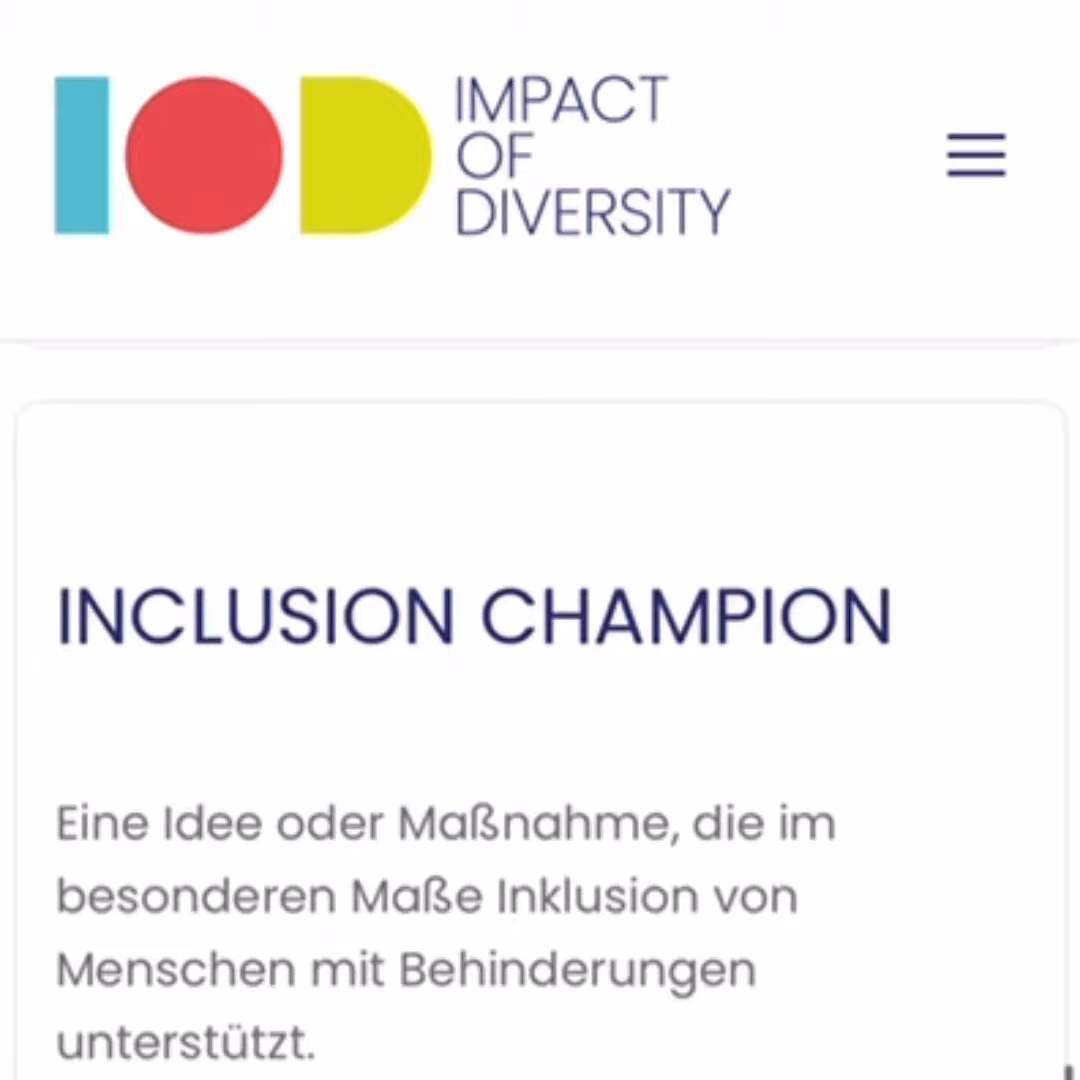 IOD
IMPACT
OF
DIVERSITY
INCLUSION CHAMPION
Eine Idee oder Maßnahme, die im
besonderen Maße Inklusion von
Menschen mit Behinderungen
unterstützt.